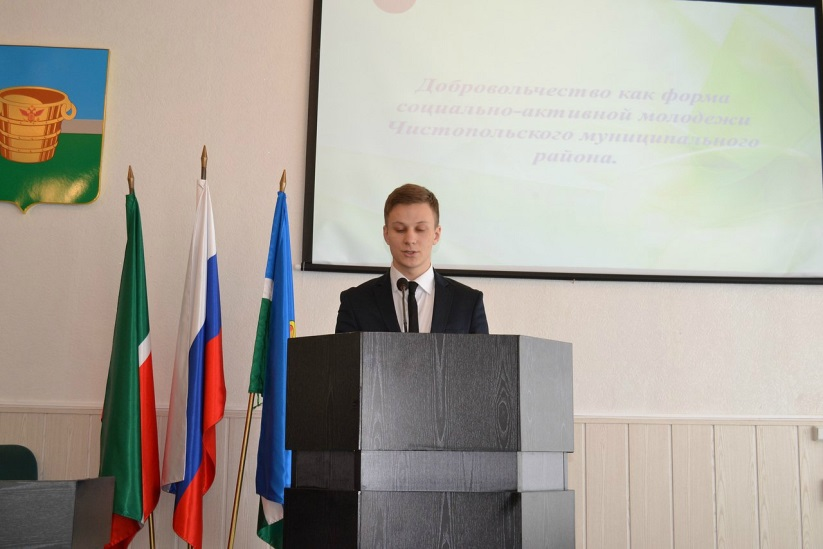 Добровольчество как форма
социально-активной молодежи
Чистопольского муниципального
района.